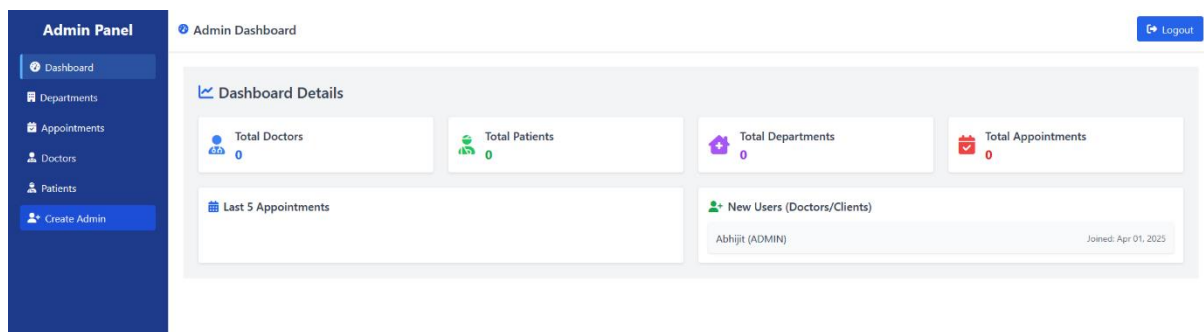 Admin Panel
Dashboard
Departments
Appointments
Doctors
Patients
Create Admin
Admin Dashboard
Logout
Dashboard Details
Total Doctors
0
Total Patients
0
Total Departments
0
Total Appointments
0
Last 5 Appointments
New Users (Doctors/Clients)
Abhijit (ADMIN)
Joined: Apr 01, 2025